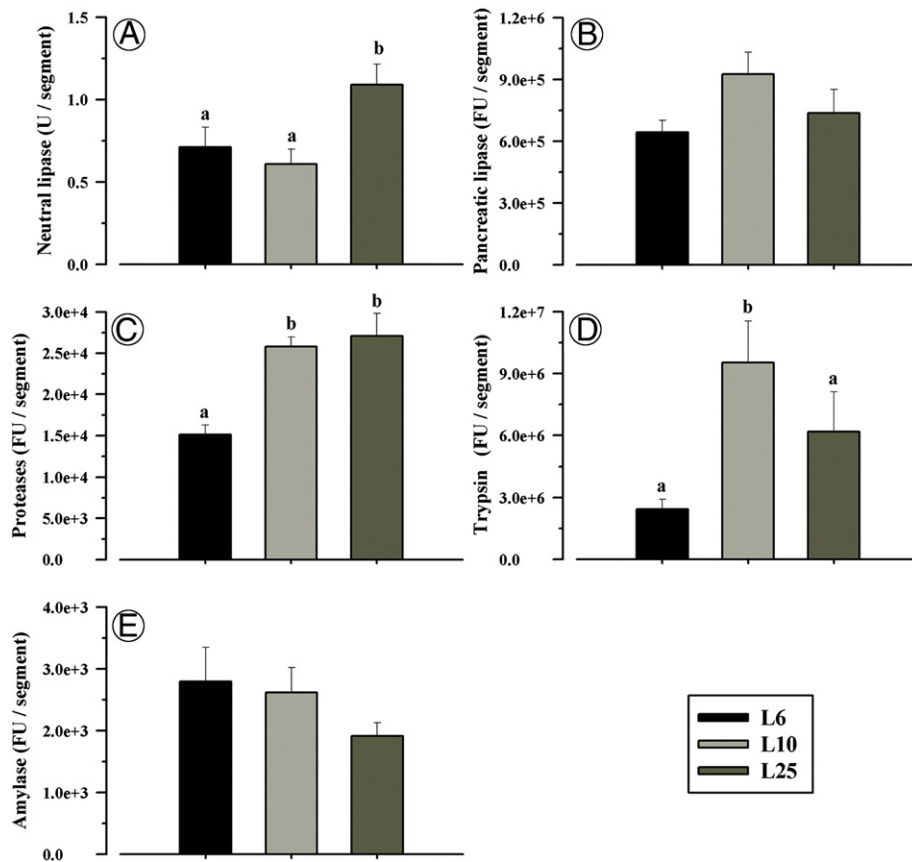 A
Neutral lipase (U / segment)
1.5
1.0
0.5
0.0
a
a
b
B
Pancreatic lipase (FU / segment)
1.2e+6
9.0e+5
6.0e+5
3.0e+5
0.0
C
Proteases (FU / segment)
3.0e+4
2.5e+4
2.0e+4
1.5e+4
5.0e+3
0.0
a
b
b
D
Trypsin (FU / segment)
1.2e+7
9.0e+6
6.0e+6
3.0e+6
0.0
a
b
a
E
Amylase (FU / segment)
4.0e+3
3.0e+3
2.0e+3
1.0e+3
0.0
L6
L10
L25